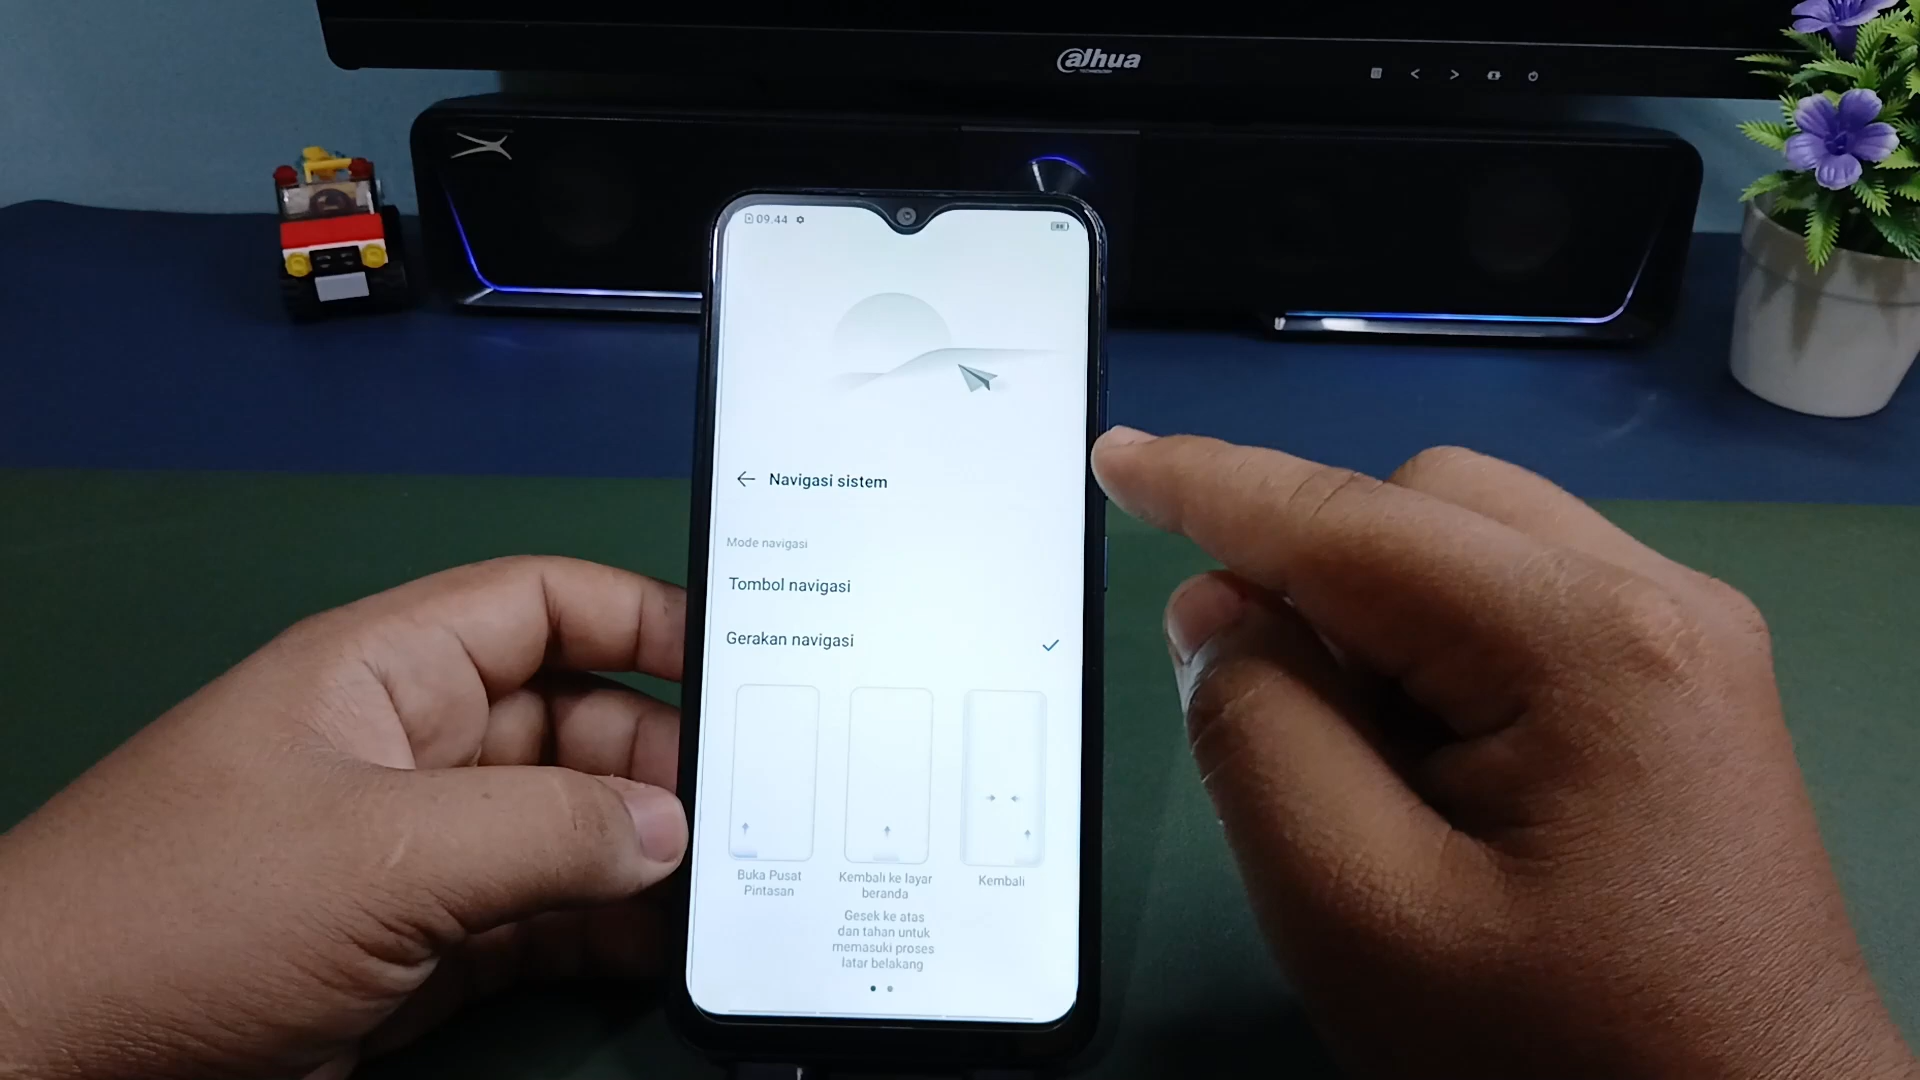 alhua
TECHNOLOGY
09.44
Navigasi sistem
Mode navigasi
Tombol navigasi
Gerakan navigasi
Buka Pusat
Pintasan
Kembali ke layar
beranda
Gesek ke atas
dan tahan untuk
memasuki proses
latar belakang
Kembali